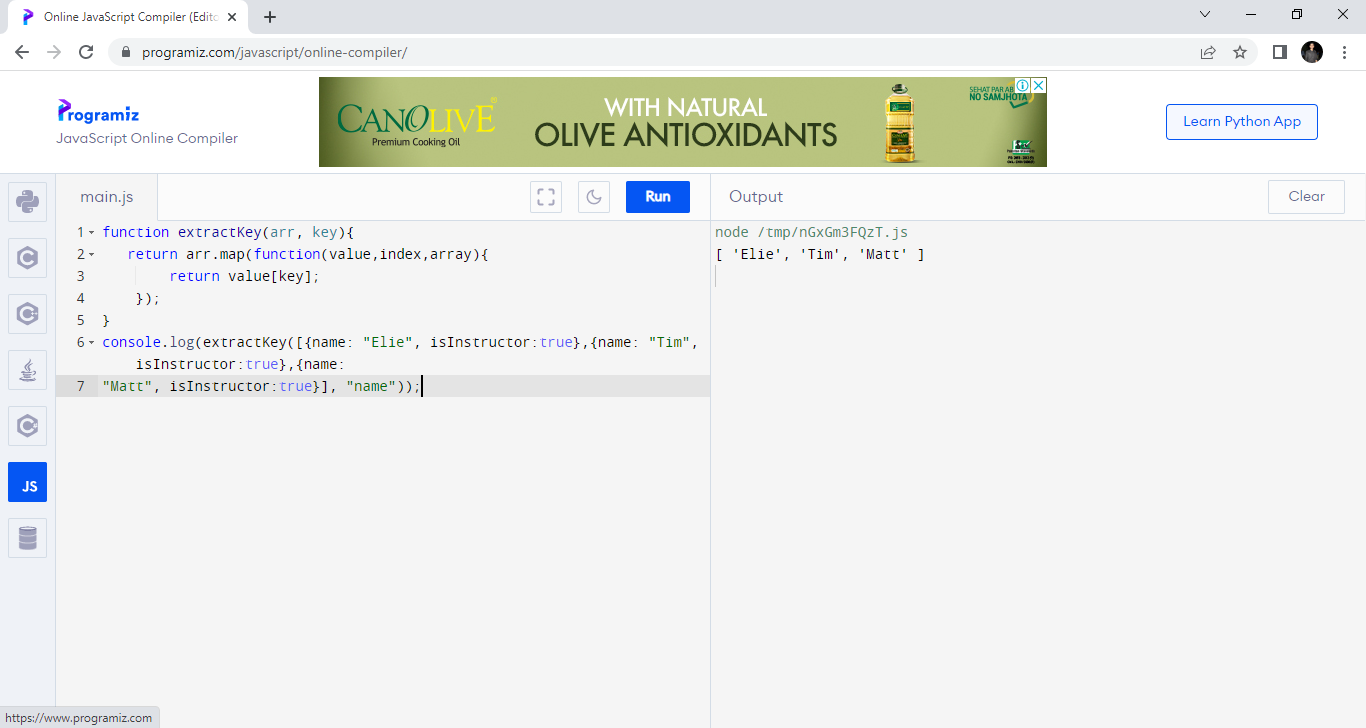 Online JavaScript Compiler (Edito
programiz.com/javascript/online-compiler/
Programiz
JavaScript Online Compiler
CANOLIVE®
Premium Cooking Oil
WITH NATURAL
OLIVE ANTIOXIDANTS
SEHAT PAR AB
NO SAMJHOTA
Learn Python App
main.js
Run
Output
Clear
1 function extractKey(arr, key){
2 return arr.map(function(value,index,array){
3 return value[key];
4 });
5 }
6 console.log(extractKey([{name: "Elie", isInstructor:true},{name: "Tim",
isInstructor:true},{name:
7 "Matt", isInstructor:true}], "name"));
node /tmp/nGxGm3FQzT.js
[ 'Elie', 'Tim', 'Matt' ]
JS
https://www.programiz.com